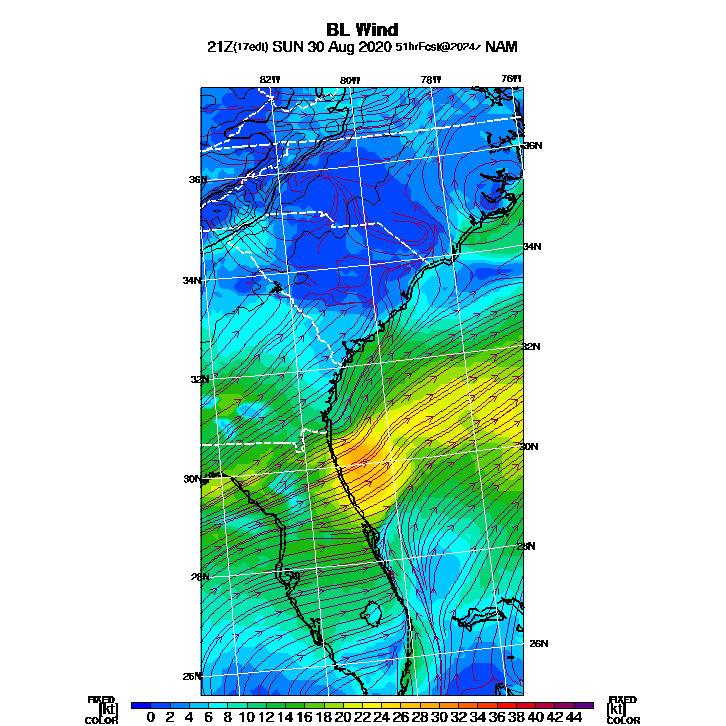 BL Wind
21Z(17edt) SUN 30 Aug 2020 51hrFcst@2024z NAM
82W 80W 78W 76W
36N
36N
34N
34N
32N
32N
30N
30N
28N
28N
26N
26N
FIXED FIXED
[kt] 0 2 4 6 8 10 12 14 16 18 20 22 24 26 28 30 32 34 36 38 40 42 44 [kt]
COLOR COLOR